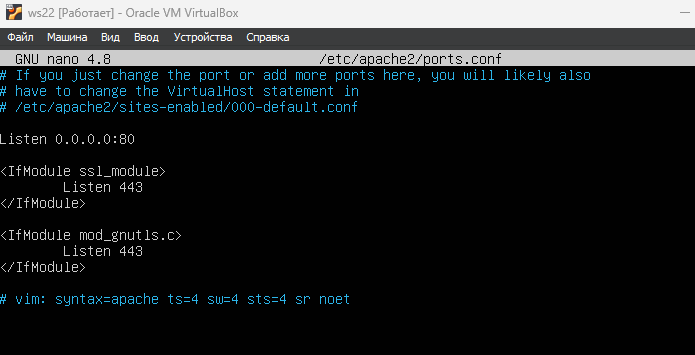 ws22 [Работает] - Oracle VM VirtualBox
Файл Машина Вид Ввод Устройства Справка
GNU nano 4.8 /etc/apache2/ports.conf
# If you just change the port or add more ports here, you will likely also
# have to change the VirtualHost statement in
# /etc/apache2/sites-enabled/000-default.conf
Listen 0.0.0.0:80
<IfModule ssl_module>
Listen 443
</IfModule>
<IfModule mod_gnutls.c>
Listen 443
</IfModule>
# vim: syntax=apache ts=4 sw=4 sts=4 sr noet